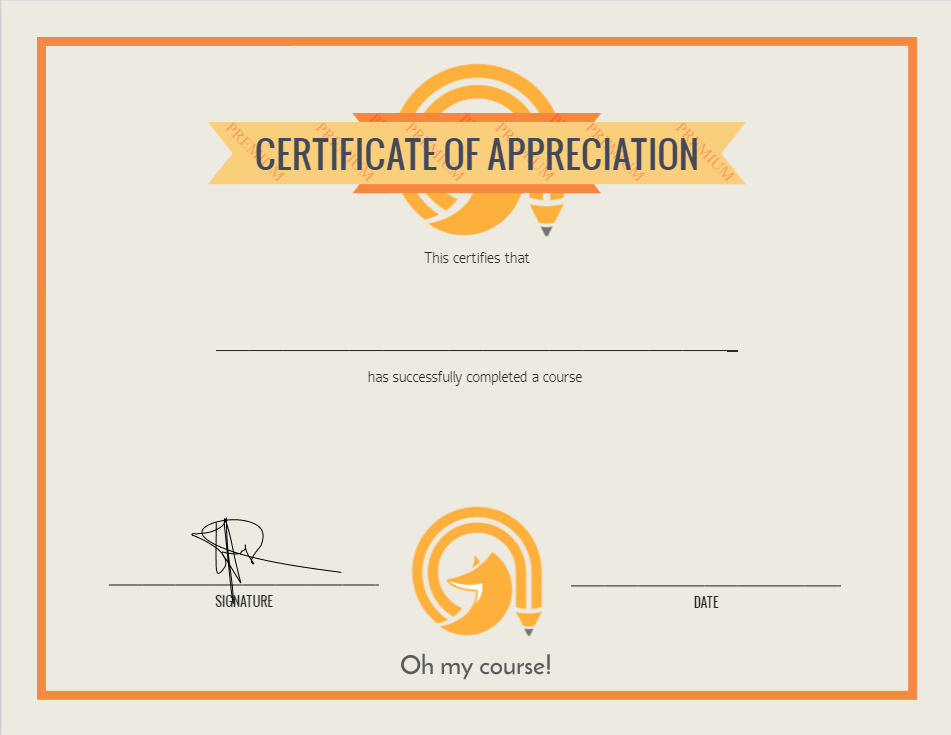 CERTIFICATE OF APPRECIATION
PREMIUM PREMIUM PREMIUM PREMIUM PREMIUM PREMIUM
This certifies that
has successfully completed a course
SIGNATURE
DATE
Oh my course!